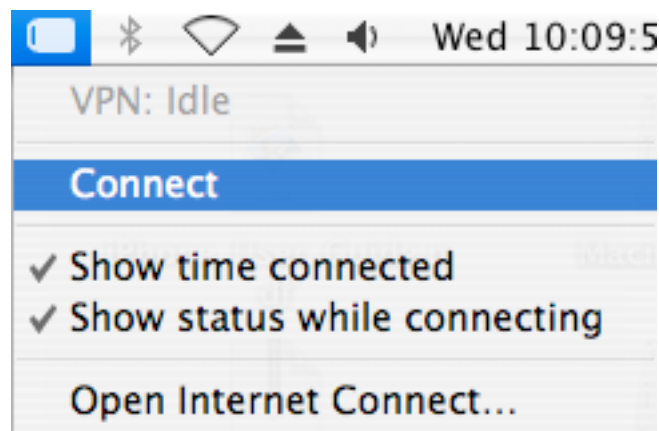 Wed 10:09:5
VPN: Idle
Connect
Show time connected
Show status while connecting
Open Internet Connect...